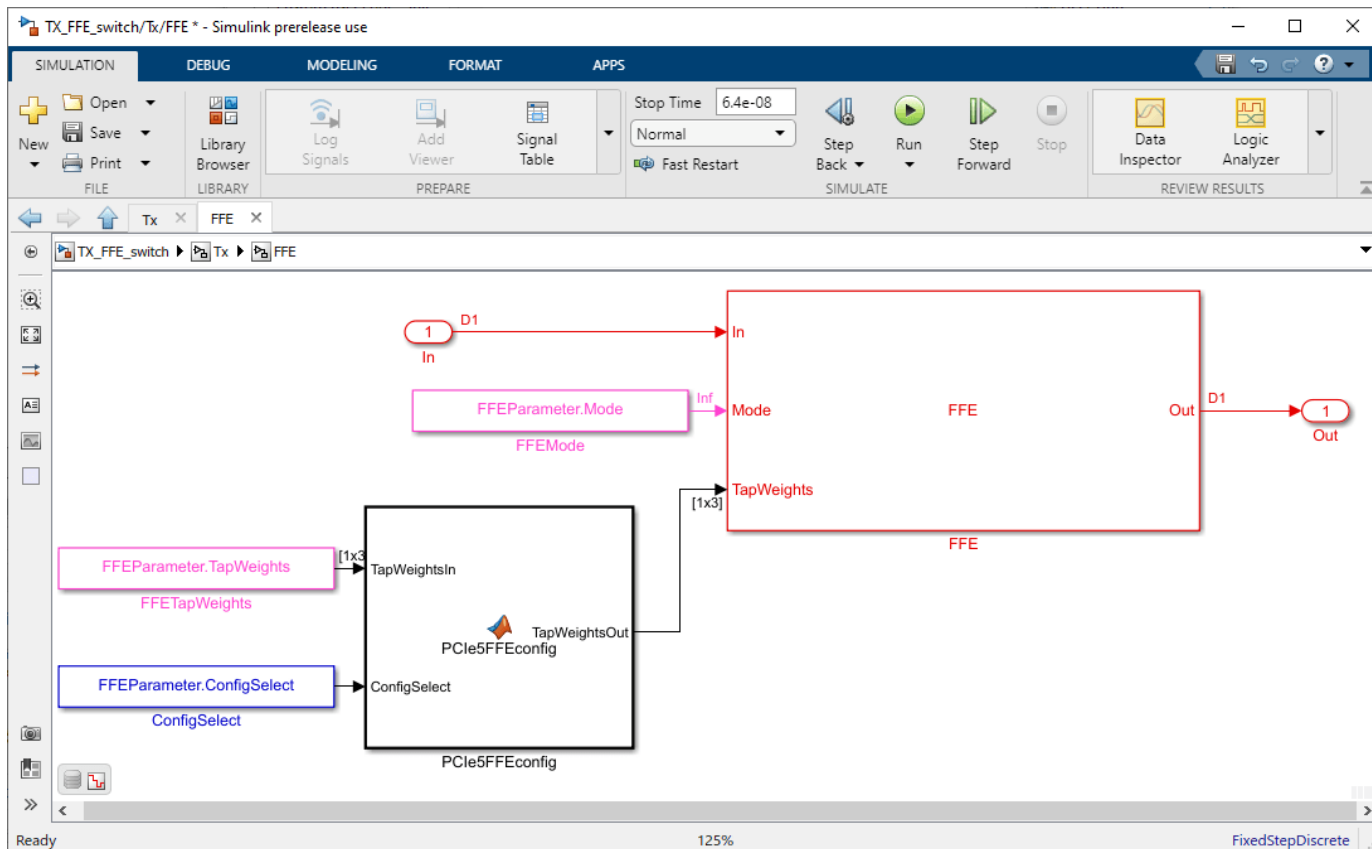 TX_FFE_switch/Tx/FFE * - Simulink prerelease use
SIMULATION
DEBUG
MODELING
FORMAT
APPS
New
Open
Save
Print
FILE
Library
Browser
LIBRARY
Log
Signals
Add
Viewer
Signal
Table
PREPARE
Stop Time 6.4e-08
Normal
Fast Restart
Step
Back
Run
Step
Forward
Stop
SIMULATE
Data
Inspector
Logic
Analyzer
REVIEW RESULTS
Tx
FFE
TX_FFE_switch Tx FFE
1
In
D1
FFEParameter.Mode
FFEMode
Inf
In
Mode
TapWeights
FFE
Out
FFE
D1
1
Out
[1x3]
FFEParameter.TapWeights
FFETapWeights
[1x3
FFEParameter.ConfigSelect
ConfigSelect
TapWeightsIn
TapWeightsOut
PCIe5FFEconfig
ConfigSelect
PCIe5FFEconfig
Ready
125%
FixedStepDiscrete